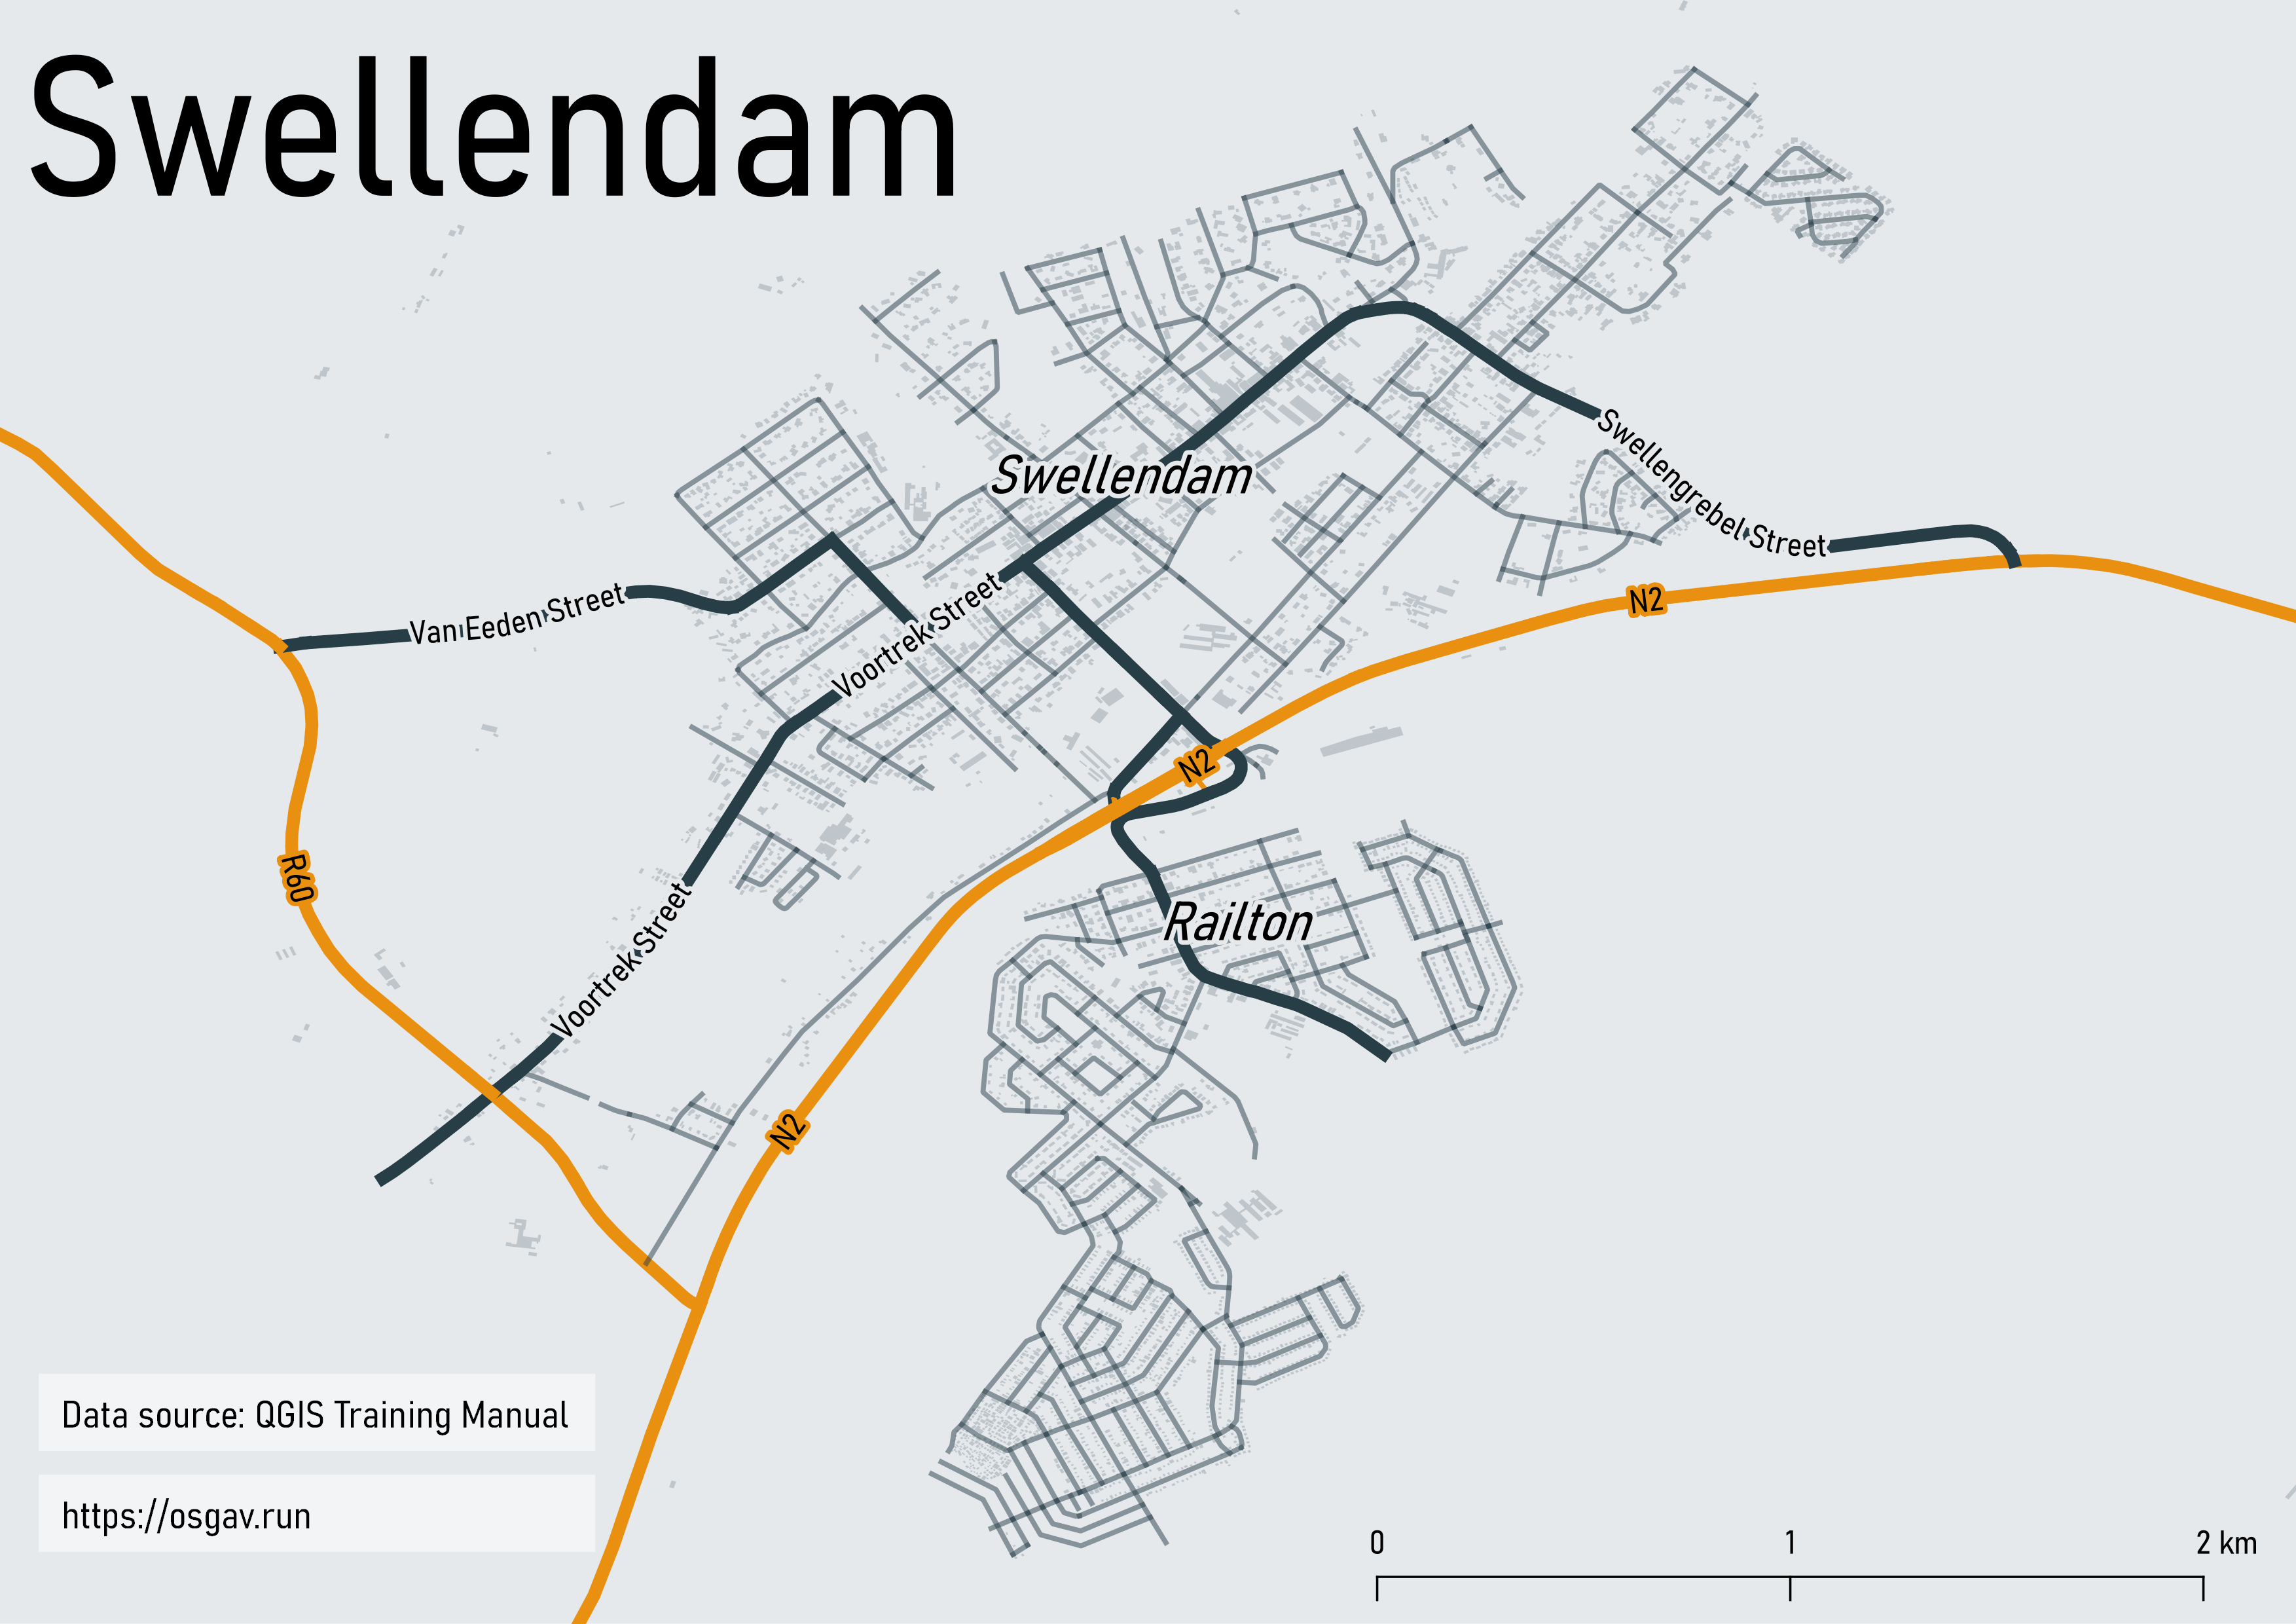 Swellendam
Swellendam
Swellengrebel Street
Van Eeden Street
Voortrek Street
N2
N2
R60
Railton
Voortrek Street
N2
Data source: QGIS Training Manual
https://osgav.run
0 1 2 km